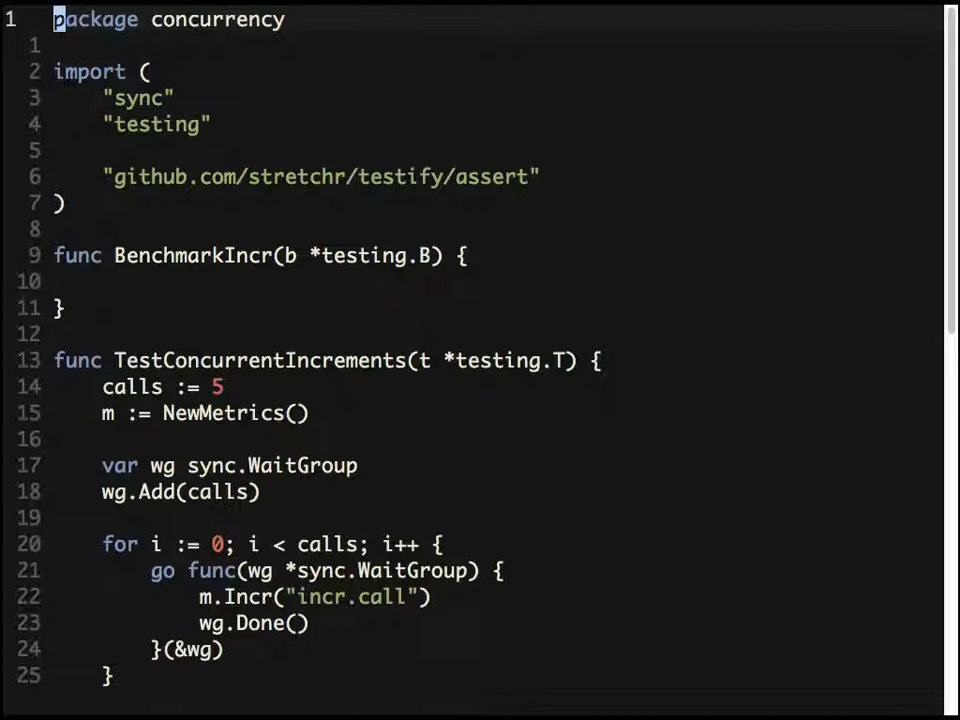 1 package concurrency
1
2 import (
3 "sync"
4 "testing"
5
6 "github.com/stretchr/testify/assert"
7 )
8
9 func BenchmarkIncr(b *testing.B) {
10
11 }
12
13 func TestConcurrentIncrements(t *testing.T) {
14 calls := 5
15 m := NewMetrics()
16
17 var wg sync.WaitGroup
18 wg.Add(calls)
19
20 for i := 0; i < calls; i++ {
21 go func(wg *sync.WaitGroup) {
22 m.Incr("incr.call")
23 wg.Done()
24 }(&wg)
25 }